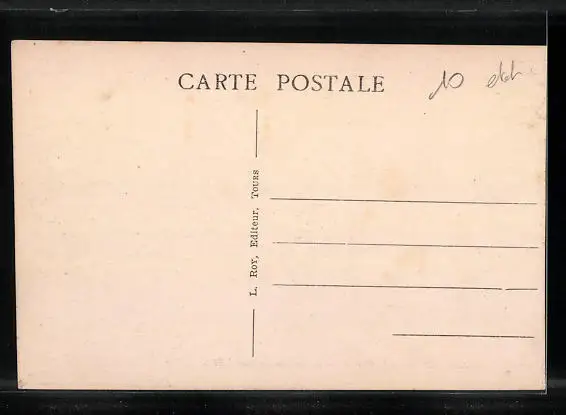 CARTE POSTALE
10
L. Roy, Editeur, Tours